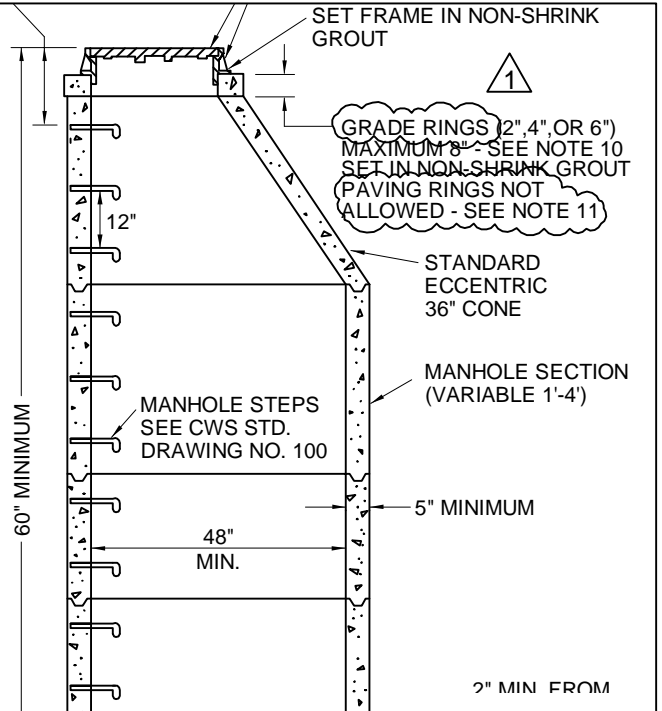 SET FRAME IN NON-SHRINK
GROUT
1
GRADE RINGS (2",4",OR 6")
MAXIMUM 8" - SEE NOTE 10
SET IN NON-SHRINK GROUT
PAVING RINGS NOT
ALLOWED - SEE NOTE 11
12"
STANDARD
ECCENTRIC
36" CONE
MANHOLE SECTION
(VARIABLE 1'-4')
MANHOLE STEPS
SEE CWS STD.
DRAWING NO. 100
60" MINIMUM
5" MINIMUM
48"
MIN.
2" MIN. FROM